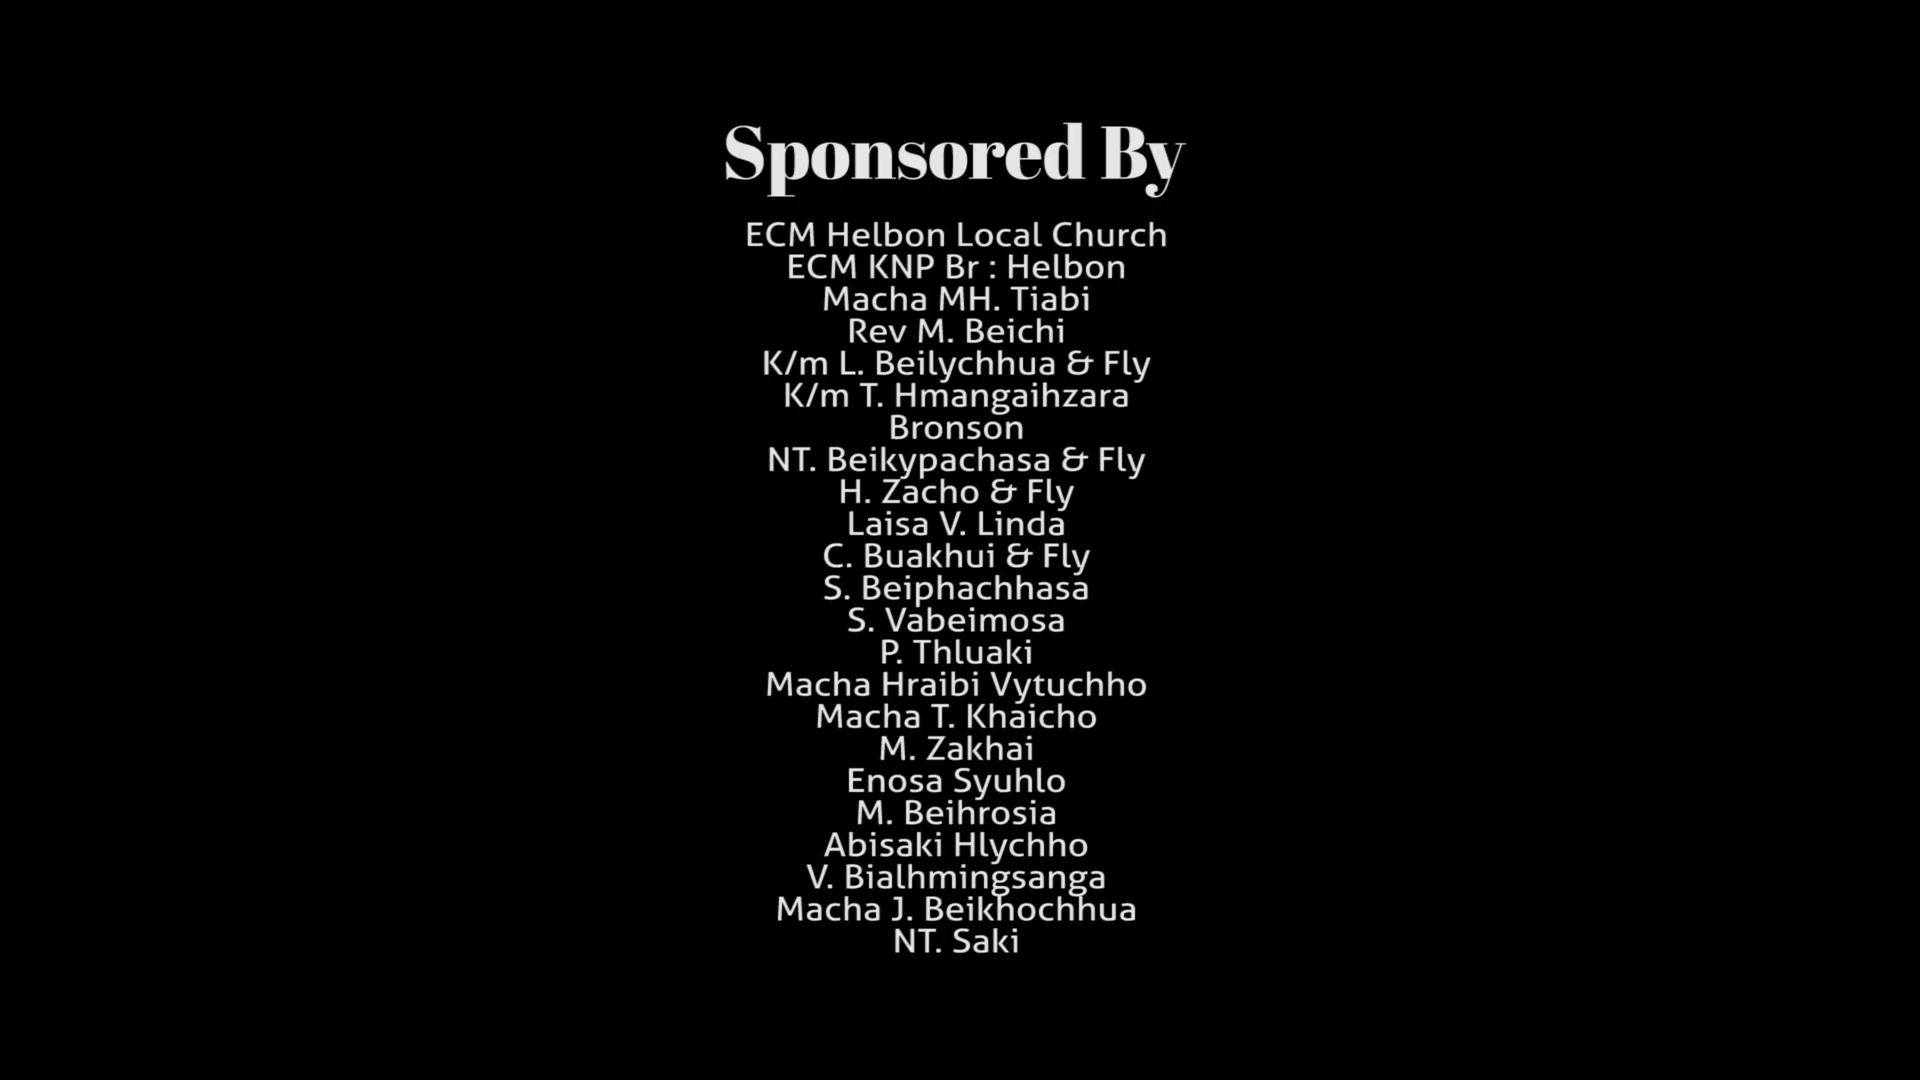 Sponsored By
ECM Helbon Local Church
ECM KNP Br : Helbon
Macha MH. Tiabi
Rev M. Beichi
K/m L. Beilychhua & Fly
K/m T. Hmangaihzara
Bronson
NT. Beikypachasa & Fly
H. Zacho & Fly
Laisa V. Linda
C. Buakhui & Fly
S. Beiphachhasa
S. Vabeimosa
P. Thluaki
Macha Hraibi Vytuchho
Macha T. Khaicho
M. Zakhai
Enosa Syuhlo
M. Beihrosia
Abisaki Hlychho
V. Bialhmingsanga
Macha J. Beikhochhua
NT. Saki